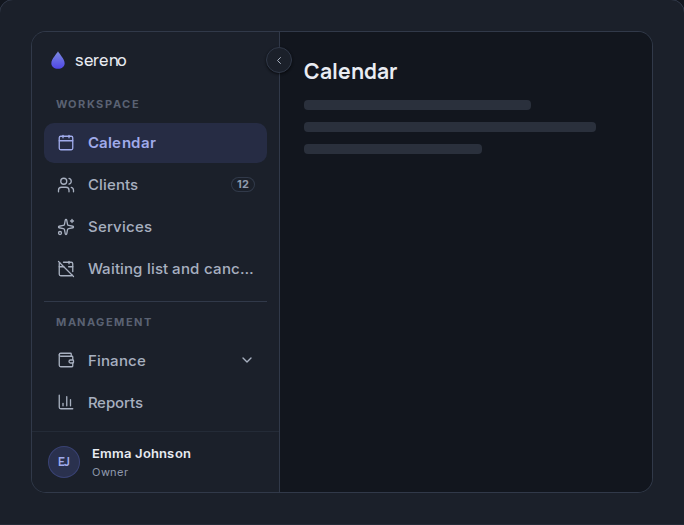 sereno
WORKSPACE
Calendar
Clients
12
Services
Waiting list and canc...
MANAGEMENT
Finance
Reports
EJ
Emma Johnson
Owner
Calendar